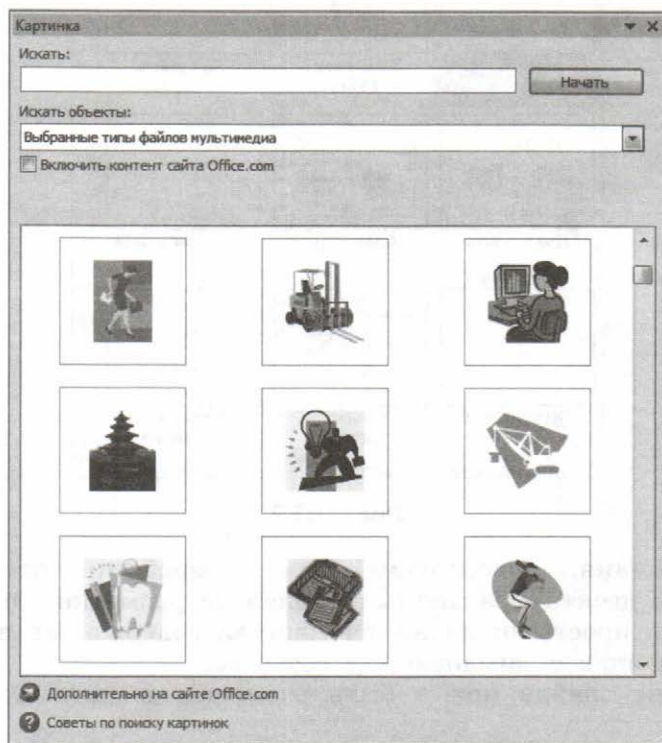 Картинка
Искать:
Начать
Искать объекты:
Выбранные типы файлов мультимедиа
Включить контент сайта Office.com
Дополнительно на сайте Office.com
Советы по поиску картинок